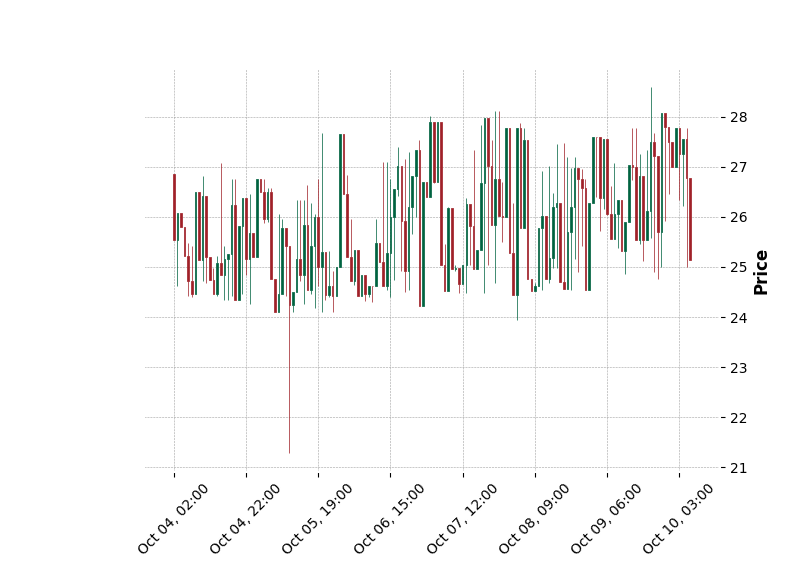 28
27
26
25
24
23
22
21
Price
Oct 04, 02:00
Oct 04, 22:00
Oct 05, 19:00
Oct 06, 15:00
Oct 07, 12:00
Oct 08, 09:00
Oct 09, 06:00
Oct 10, 03:00